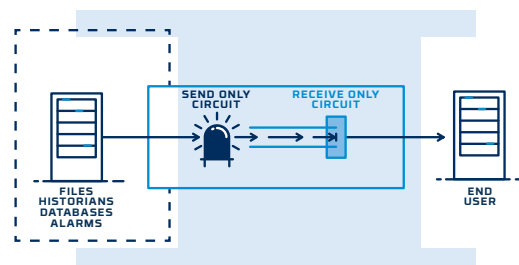 SEND ONLY
CIRCUIT
RECEIVE ONLY
CIRCUIT
FILES
HISTORIANS
DATABASES
ALARMS
END
USER